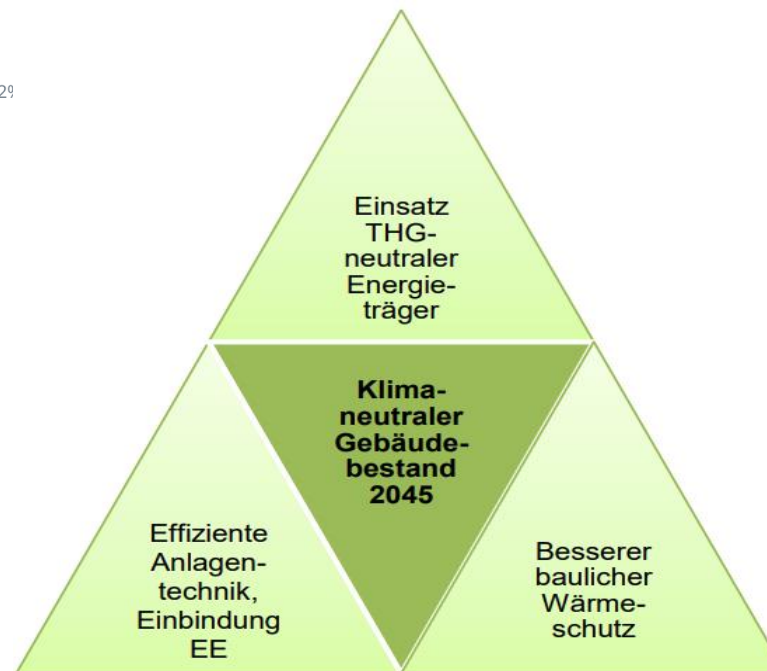 Einsatz
THG-
neutraler
Energie-
träger
Klima-
neutraler
Gebäude-
bestand
2045
Effiziente
Anlagen-
technik,
Einbindung
EE
Besserer
baulicher
Wärme-
schutz